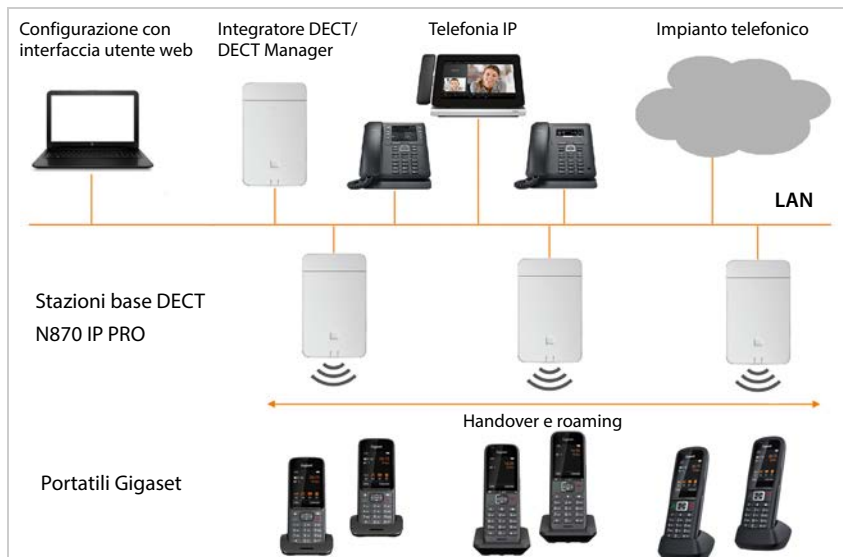 Configurazione con
interfaccia utente web
Integratore DECT/
DECT Manager
Telefonia IP
Impianto telefonico
LAN
Stazioni base DECT
N870 IP PRO
Handover e roaming
Portatili Gigaset